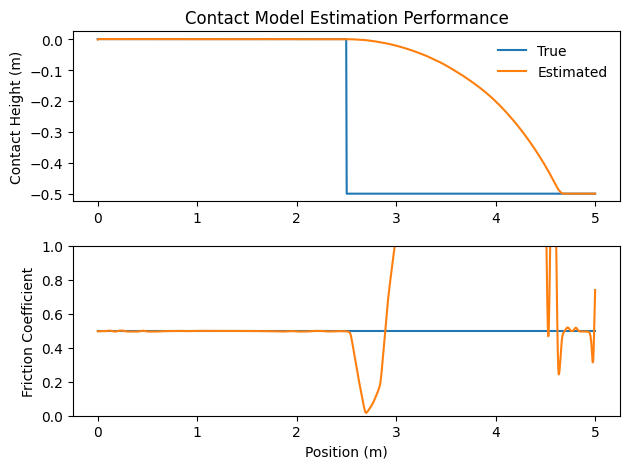 Contact Model Estimation Performance
Contact Height (m)
0.0
−0.1
−0.2
−0.3
−0.4
−0.5
True
Estimated
0 1 2 3 4 5
Friction Coefficient
1.0
0.8
0.6
0.4
0.2
0.0
0 1 2 3 4 5
Position (m)